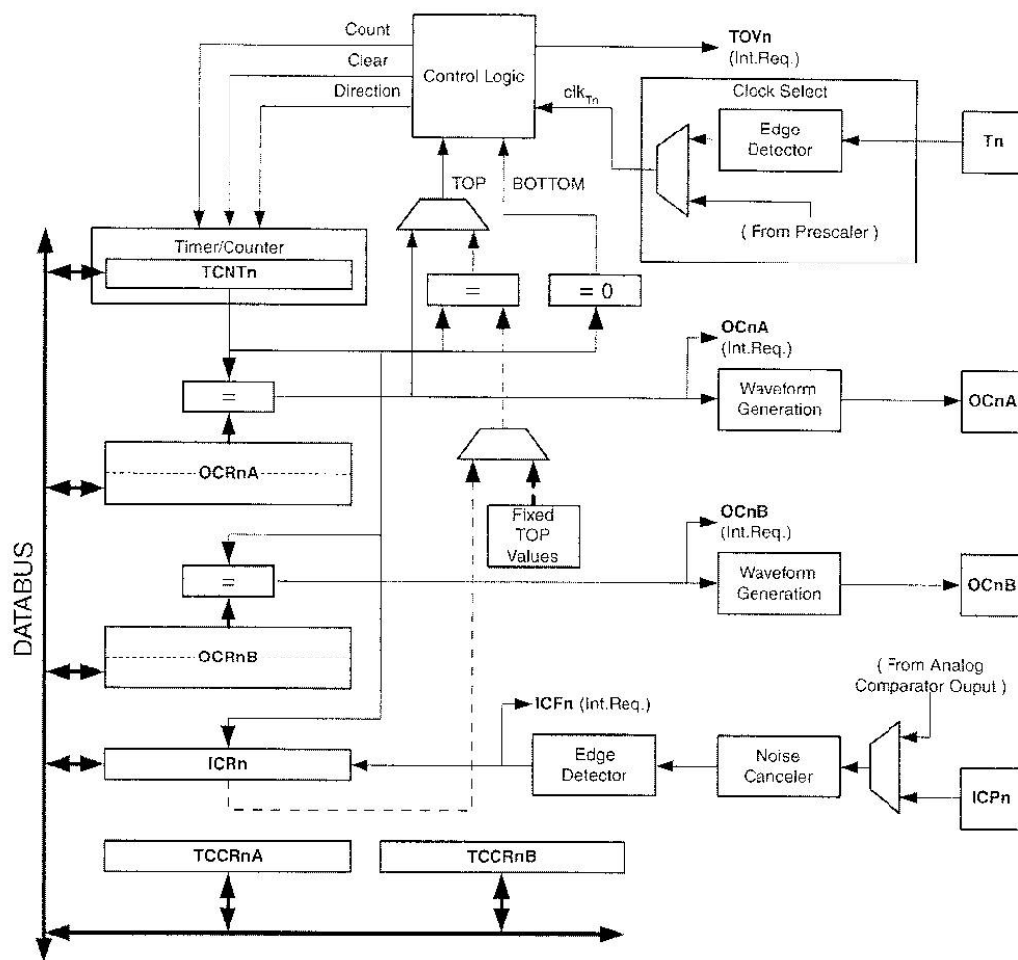 Count
Clear
Direction
Control Logic
TOVn
(Int.Req.)
clk_Tn
Clock Select
Edge
Detector
Tn
( From Prescaler )
TOP
BOTTOM
Timer/Counter
TCNTn
=
= 0
OCnA
(Int.Req.)
=
Waveform
Generation
OCnA
OCRnA
Fixed
TOP
Values
OCnB
(Int.Req.)
=
Waveform
Generation
OCnB
DATABUS
OCRnB
( From Analog
Comparator Ouput )
ICFn (Int.Req.)
ICRn
Edge
Detector
Noise
Canceler
ICPn
TCCRnA
TCCRnB